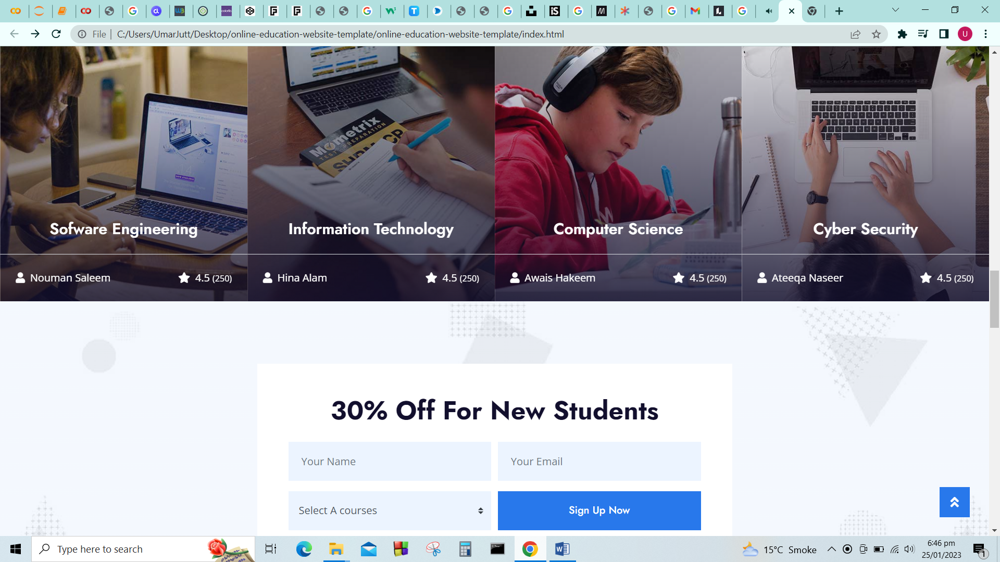 File | C:/Users/UmarJutt/Desktop/online-education-website-template/online-education-website-template/index.html
U
Mometrix
TEST PREPARATION
Sofware Engineering
Information Technology
Computer Science
Cyber Security
Nouman Saleem 4.5 (250)
Hina Alam 4.5 (250)
Awais Hakeem 4.5 (250)
Ateeqa Naseer 4.5 (250)
30% Off For New Students
Your Name
Your Email
Select A courses
Sign Up Now
Type here to search
15°C Smoke
6:46 pm
25/01/2023
1